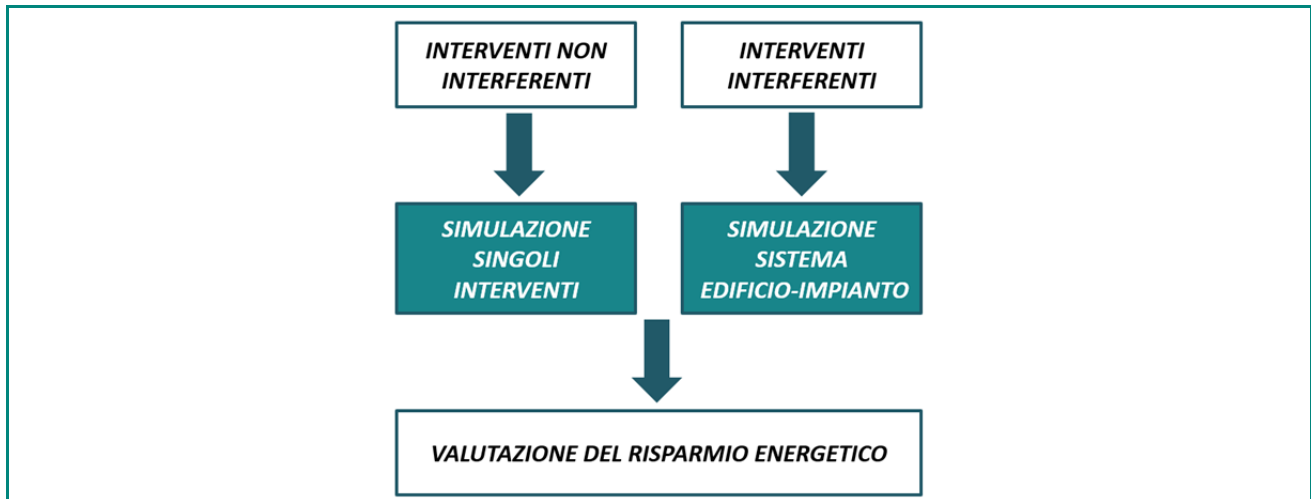 INTERVENTI NON
INTERFERENTI
INTERVENTI
INTERFERENTI
SIMULAZIONE
SINGOLI
INTERVENTI
SIMULAZIONE
SISTEMA
EDIFICIO-IMPIANTO
VALUTAZIONE DEL RISPARMIO ENERGETICO